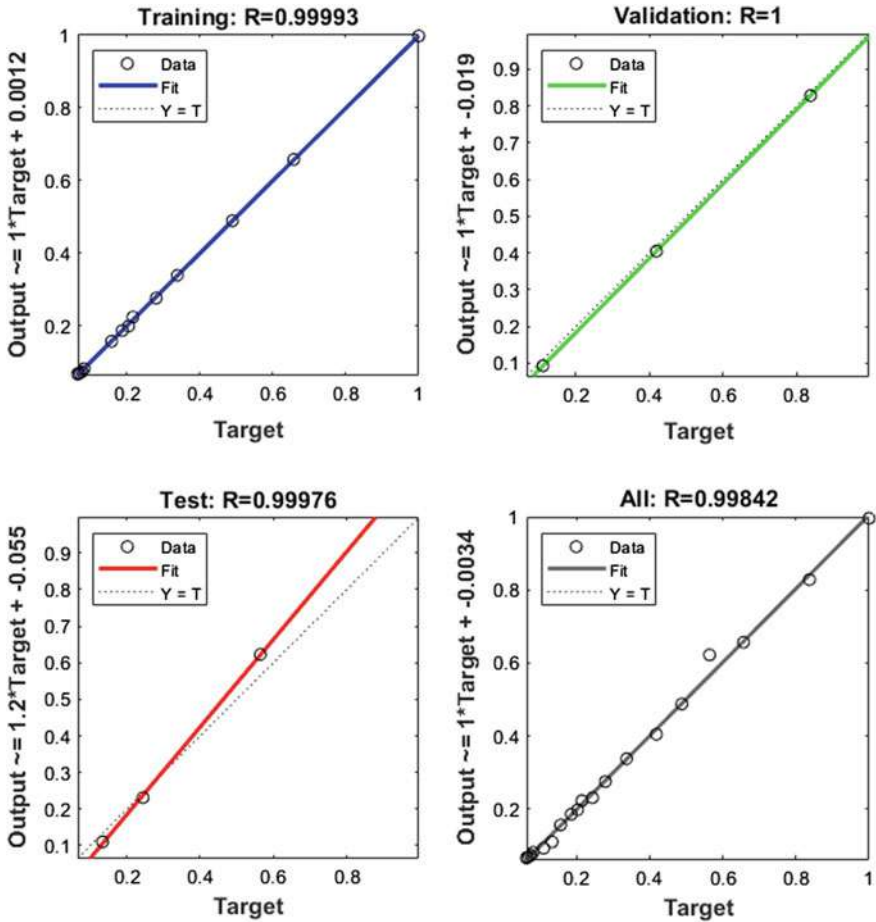 Training: R=0.99993
Output ~= 1*Target + 0.0012
Data
Fit
Y = T
1
0.8
0.6
0.4
0.2
0.2
0.4
0.6
0.8
1
Target
Validation: R=1
Output ~= 1*Target + -0.019
Data
Fit
Y = T
0.9
0.8
0.7
0.6
0.5
0.4
0.3
0.2
0.1
0.2
0.4
0.6
0.8
Target
Test: R=0.99976
Output ~= 1.2*Target + -0.055
Data
Fit
Y = T
0.9
0.8
0.7
0.6
0.5
0.4
0.3
0.2
0.1
0.2
0.4
0.6
0.8
Target
All: R=0.99842
Output ~= 1*Target + -0.0034
Data
Fit
Y = T
1
0.8
0.6
0.4
0.2
0.2
0.4
0.6
0.8
1
Target